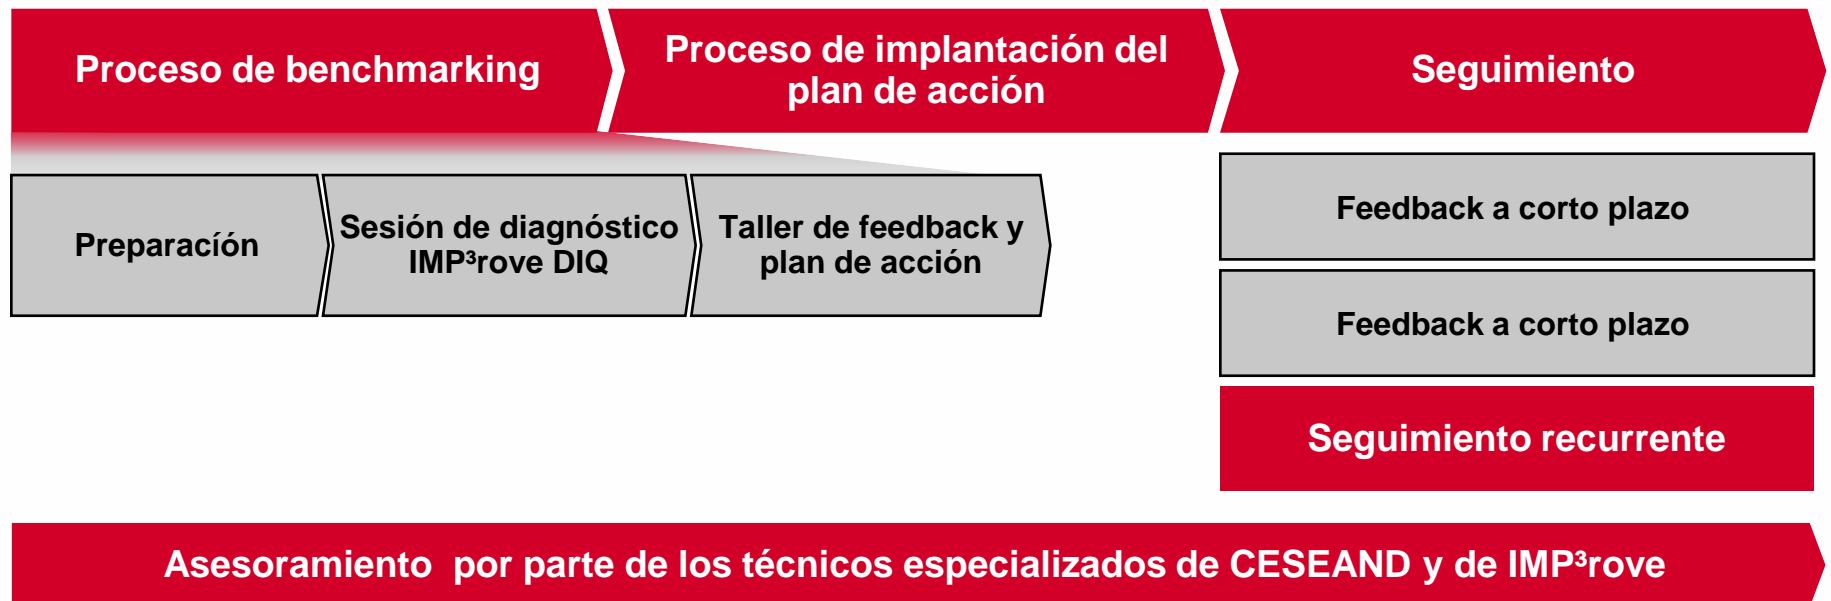 Proceso de benchmarking
Proceso de implantación del
plan de acción
Seguimiento
Preparacíón
Sesión de diagnóstico
IMP³rove DIQ
Taller de feedback y
plan de acción
Feedback a corto plazo
Feedback a corto plazo
Seguimiento recurrente
Asesoramiento  por parte de los técnicos especializados de CESEAND y de IMP³rove